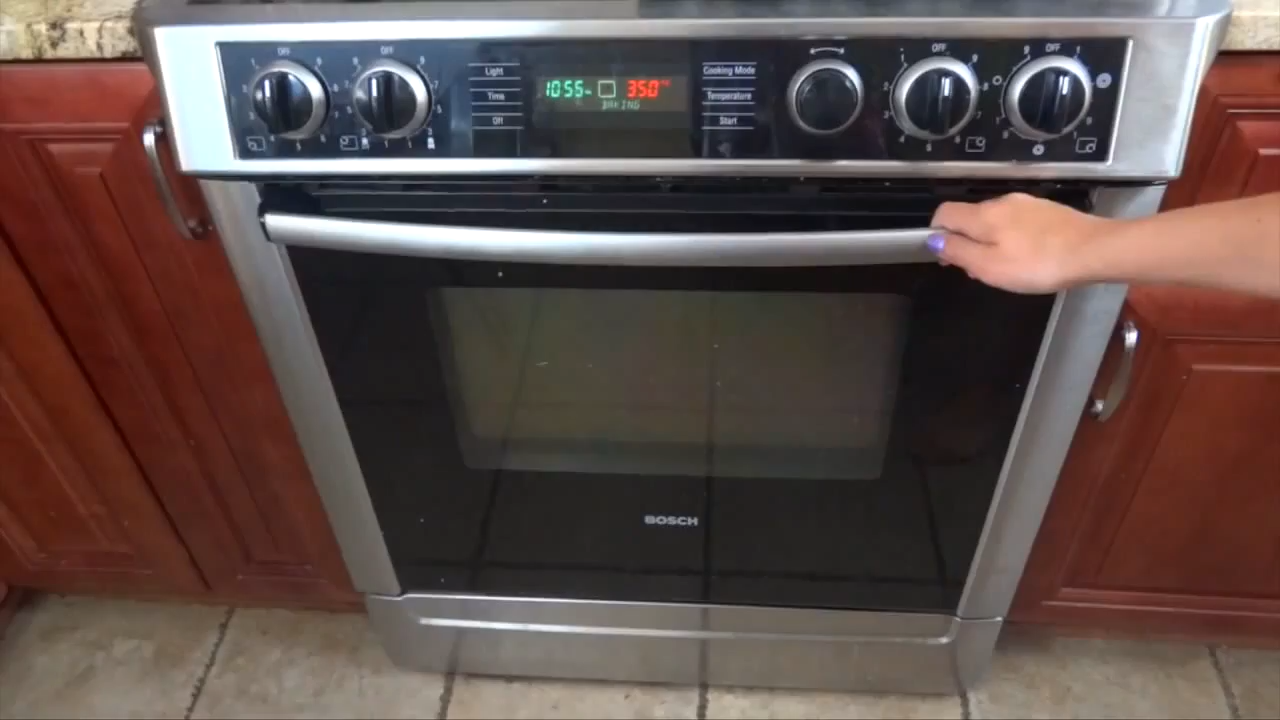 OFF
OFF
Light
Time
Off
10:55
350
BAKING
Cooking Mode
Temperature
Start
OFF
OFF
BOSCH